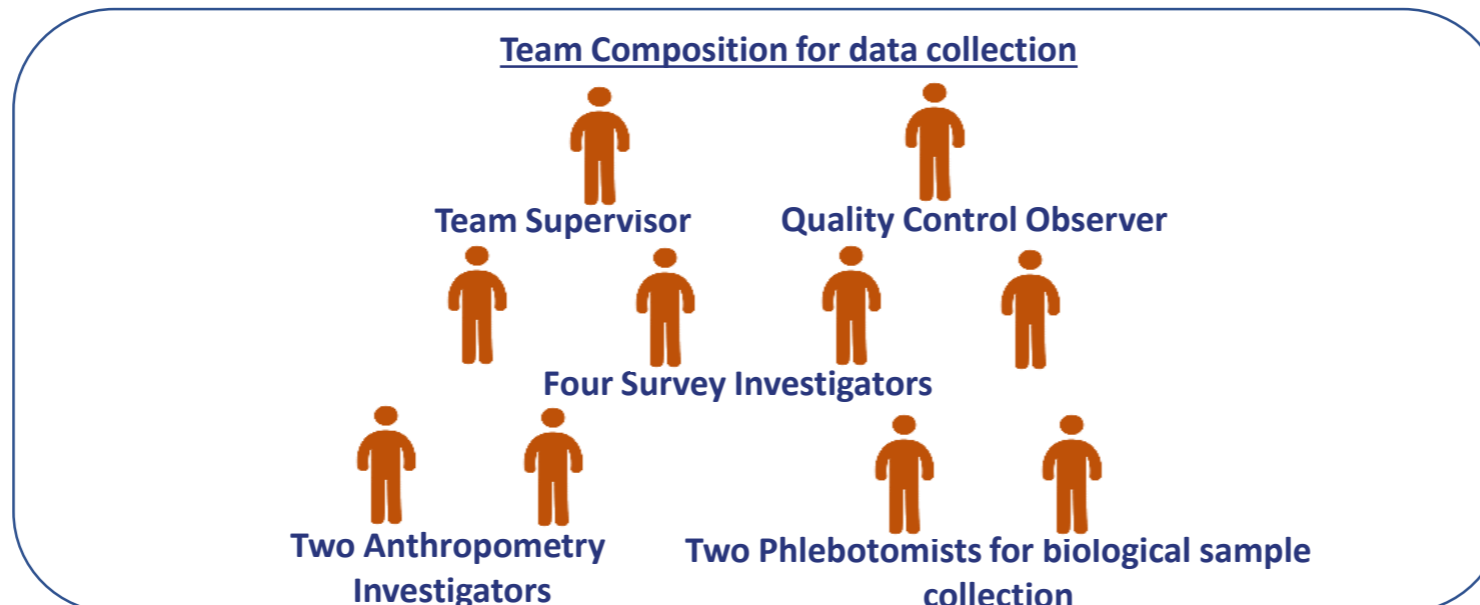 Team Composition for data collection
Team Supervisor
Quality Control Observer
Four Survey Investigators
Two Anthropometry
Investigators
Two Phlebotomists for biological sample
collection